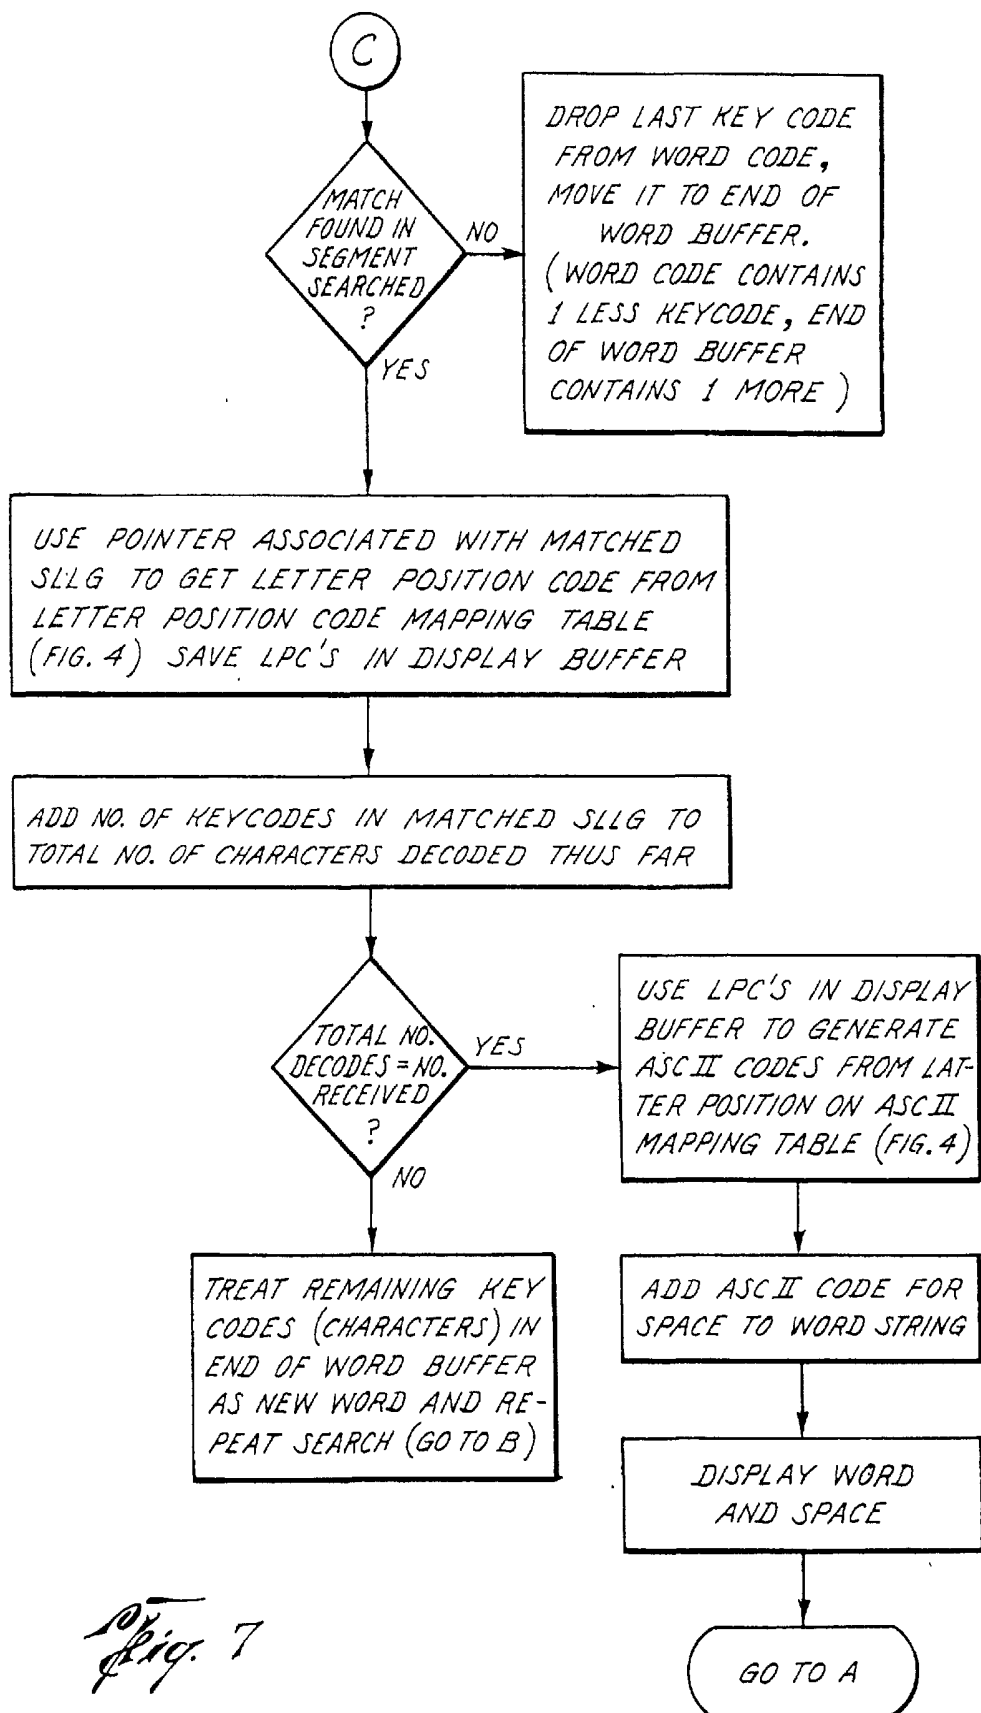 C
MATCH
FOUND IN
SEGMENT
SEARCHED
?
NO
YES
DROP LAST KEY CODE
FROM WORD CODE,
MOVE IT TO END OF
WORD BUFFER.
(WORD CODE CONTAINS
1 LESS KEYCODE, END
OF WORD BUFFER
CONTAINS 1 MORE)
USE POINTER ASSOCIATED WITH MATCHED
SLLG TO GET LETTER POSITION CODE FROM
LETTER POSITION CODE MAPPING TABLE
(FIG. 4) SAVE LPC'S IN DISPLAY BUFFER
ADD NO. OF KEYCODES IN MATCHED SLLG TO
TOTAL NO. OF CHARACTERS DECODED THUS FAR
TOTAL NO.
DECODES = NO.
RECEIVED
?
YES
NO
USE LPC'S IN DISPLAY
BUFFER TO GENERATE
ASCII CODES FROM LAT-
TER POSITION ON ASCII
MAPPING TABLE (FIG. 4)
TREAT REMAINING KEY
CODES (CHARACTERS) IN
END OF WORD BUFFER
AS NEW WORD AND RE-
PEAT SEARCH (GO TO B)
ADD ASCII CODE FOR
SPACE TO WORD STRING
DISPLAY WORD
AND SPACE
GO TO A
Fig. 7